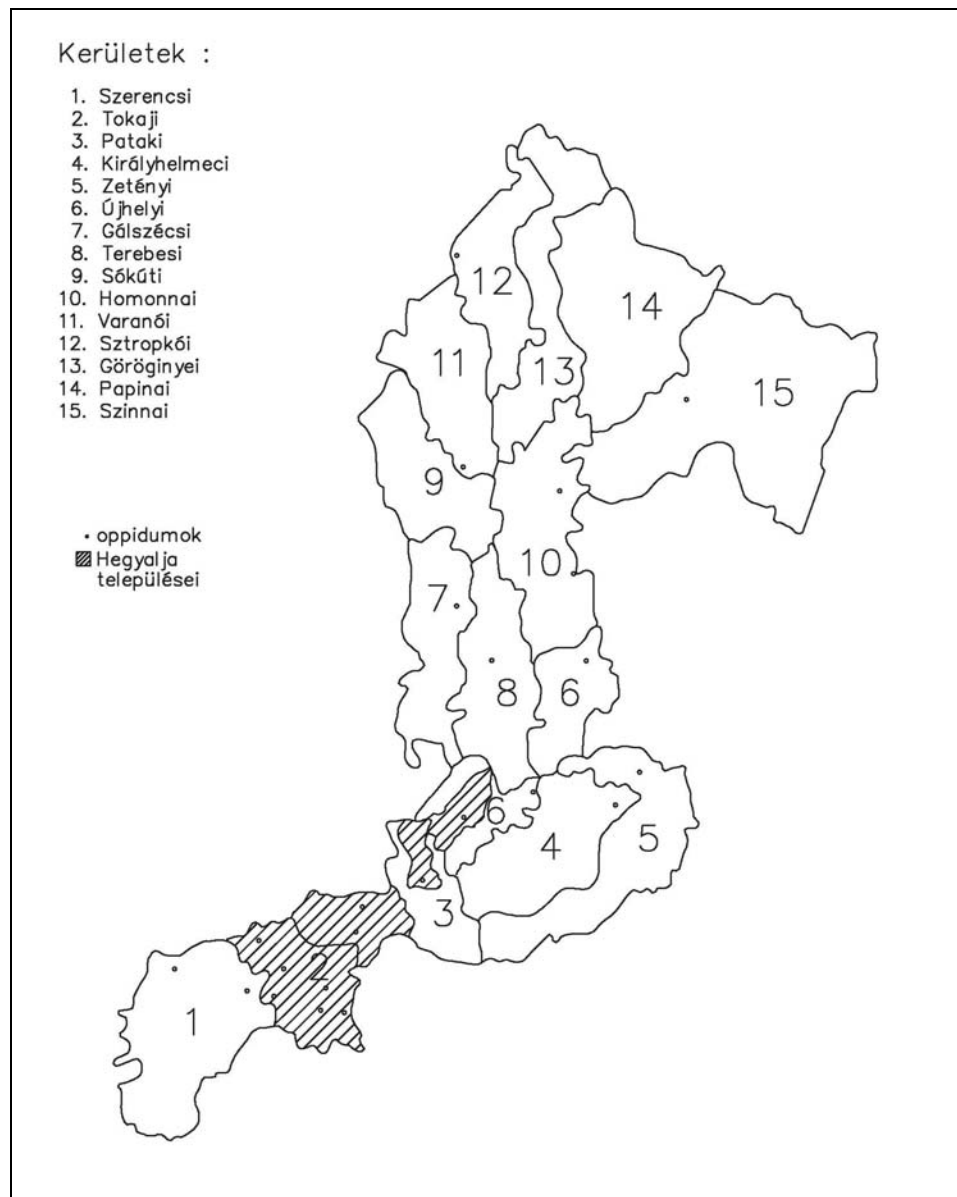 Kerületek :
1. Szerencsi
2. Tokaji
3. Pataki
4. Királyhelmeci
5. Zetényi
6. Újhelyi
7. Gálszécsi
8. Terebesi
9. Sókúti
10. Homonnai
11. Varanói
12. Sztropkói
13. Göröginyei
14. Papinai
15. Szinnai
oppidumok
Hegyalja
települései
12
14
11
13
15
9
10
7
8
6
6
4
5
3
2
1